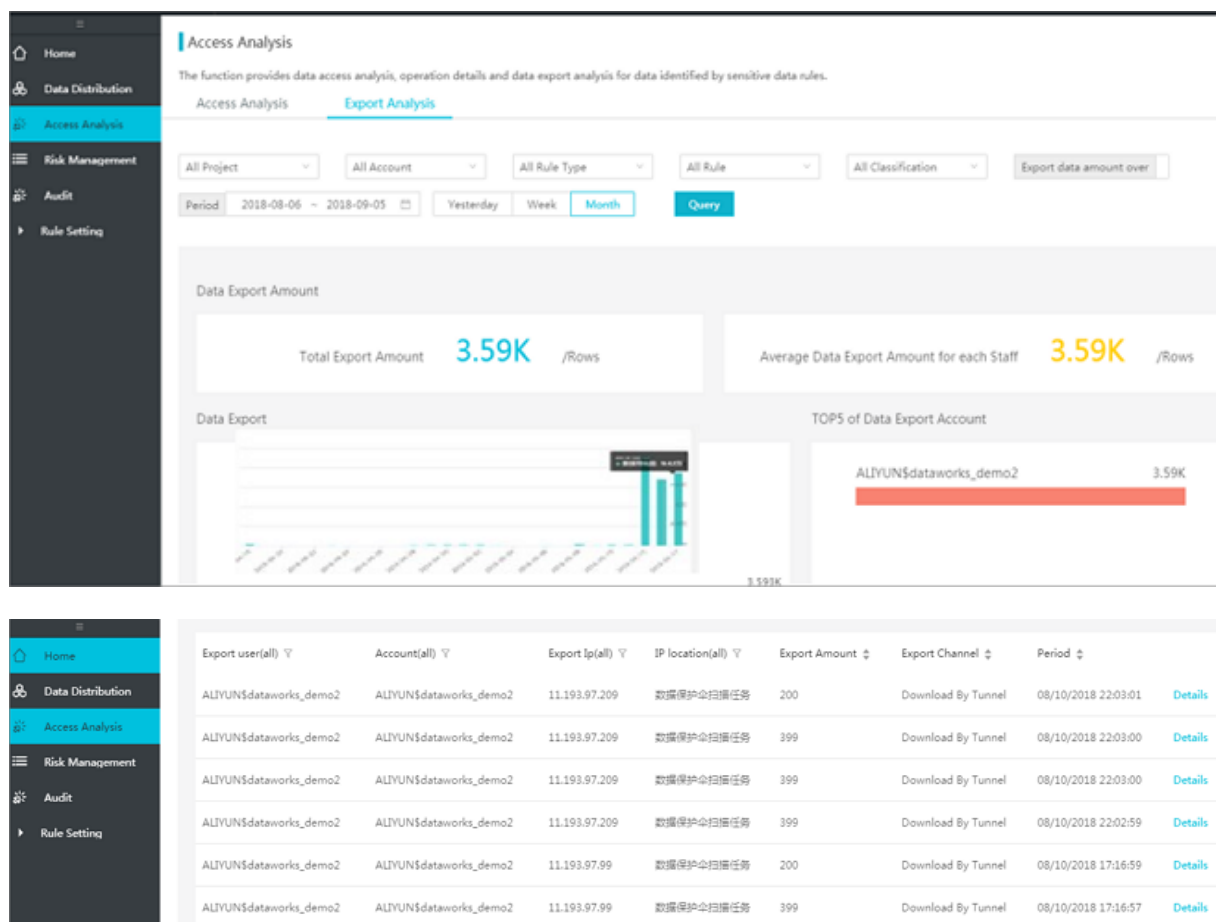 Home
Data Distribution
Access Analysis
Risk Management
Audit
Rule Setting
Access Analysis
The function provides data access analysis, operation details and data export analysis for data identified by sensitive data rules.
Access Analysis Export Analysis
All Project All Account All Rule Type All Rule All Classification Export data amount over
Period 2018-08-06 ~ 2018-09-05 Yesterday Week Month Query
Data Export Amount
Total Export Amount 3.59K /Rows
Average Data Export Amount for each Staff 3.59K /Rows
Data Export
3.593K
TOP5 of Data Export Account
ALIYUN$dataworks_demo2 3.59K
Home
Data Distribution
Access Analysis
Risk Management
Audit
Rule Setting
Export user(all) Account(all) Export Ip(all) IP location(all) Export Amount Export Channel Period
ALIYUN$dataworks_demo2 ALIYUN$dataworks_demo2 11.193.97.209 数据保护伞扫描任务 200 Download By Tunnel 08/10/2018 22:03:01 Details
ALIYUN$dataworks_demo2 ALIYUN$dataworks_demo2 11.193.97.209 数据保护伞扫描任务 399 Download By Tunnel 08/10/2018 22:03:00 Details
ALIYUN$dataworks_demo2 ALIYUN$dataworks_demo2 11.193.97.209 数据保护伞扫描任务 399 Download By Tunnel 08/10/2018 22:03:00 Details
ALIYUN$dataworks_demo2 ALIYUN$dataworks_demo2 11.193.97.209 数据保护伞扫描任务 399 Download By Tunnel 08/10/2018 22:02:59 Details
ALIYUN$dataworks_demo2 ALIYUN$dataworks_demo2 11.193.97.99 数据保护伞扫描任务 200 Download By Tunnel 08/10/2018 17:16:59 Details
ALIYUN$dataworks_demo2 ALIYUN$dataworks_demo2 11.193.97.99 数据保护伞扫描任务 399 Download By Tunnel 08/10/2018 17:16:57 Details